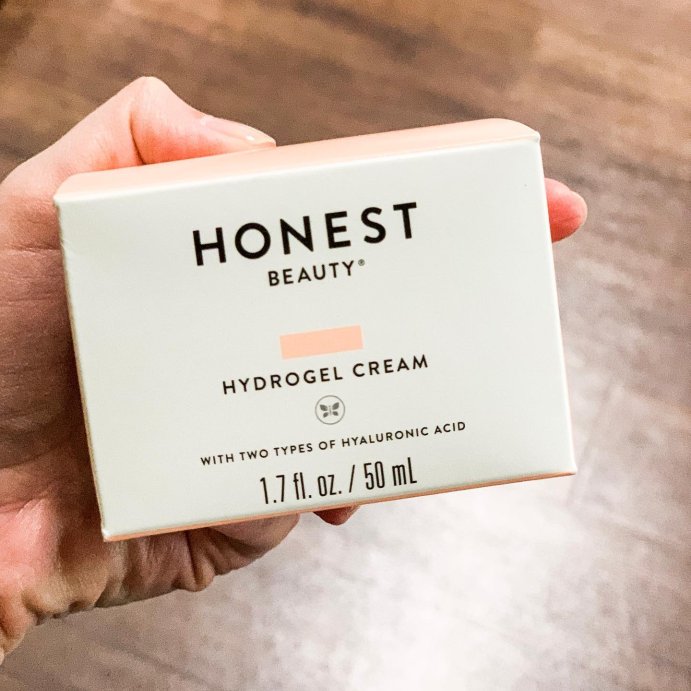 HONEST
BEAUTY®
HYDROGEL CREAM
WITH TWO TYPES OF HYALURONIC ACID
1.7 fl. oz. / 50 mL